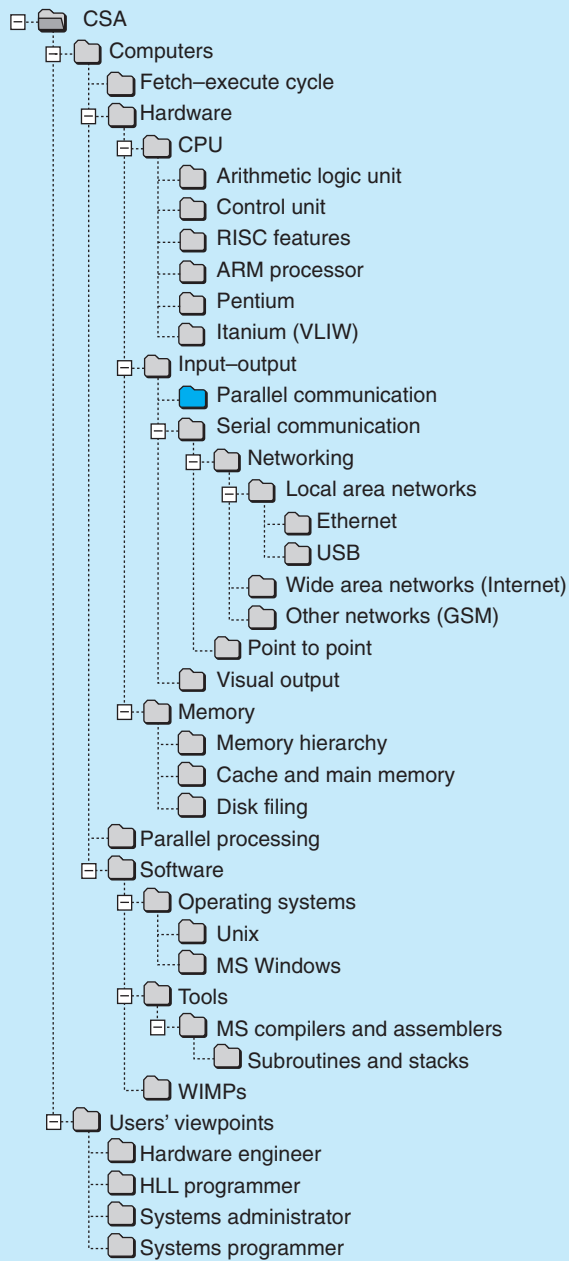 CSA
Computers
Fetch–execute cycle
Hardware
CPU
Arithmetic logic unit
Control unit
RISC features
ARM processor
Pentium
Itanium (VLIW)
Input–output
Parallel communication
Serial communication
Networking
Local area networks
Ethernet
USB
Wide area networks (Internet)
Other networks (GSM)
Point to point
Visual output
Memory
Memory hierarchy
Cache and main memory
Disk filing
Parallel processing
Software
Operating systems
Unix
MS Windows
Tools
MS compilers and assemblers
Subroutines and stacks
WIMPs
Users’ viewpoints
Hardware engineer
HLL programmer
Systems administrator
Systems programmer